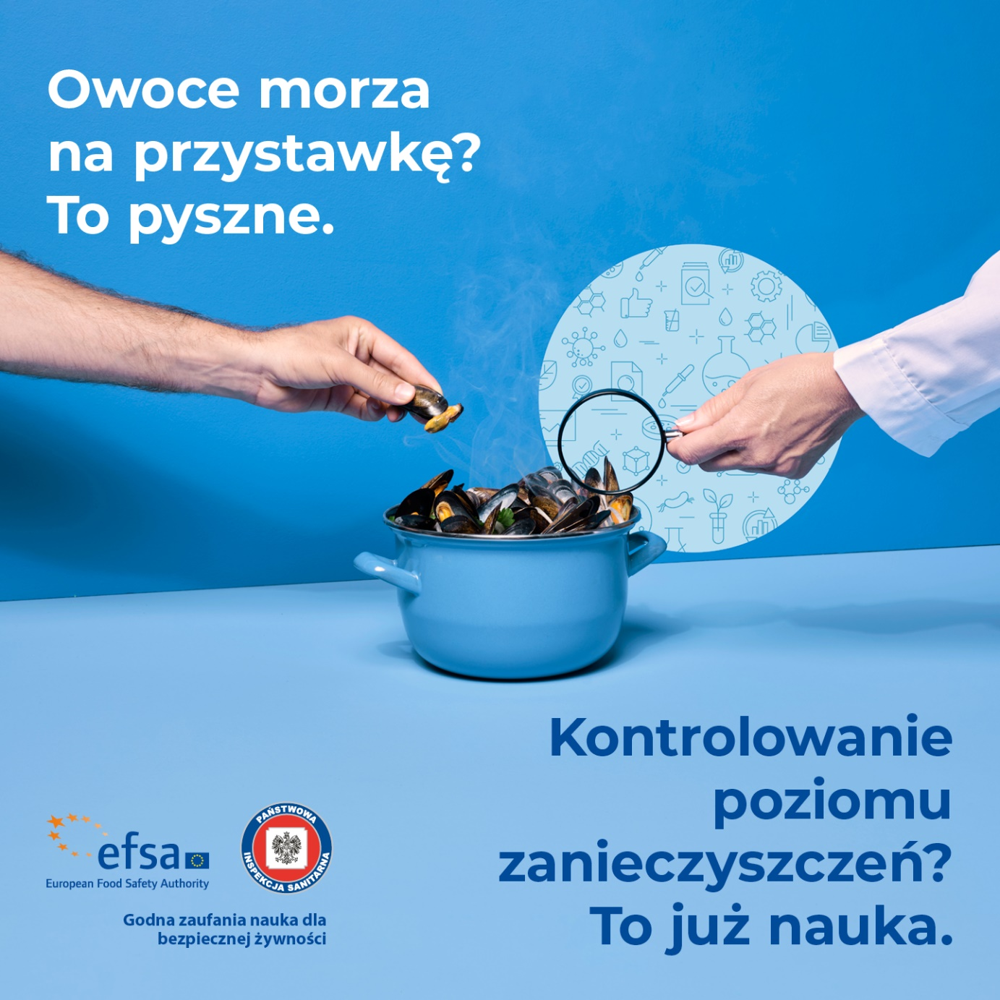 Owoce morza
na przystawkę?
To pyszne.
Kontrolowanie
poziomu
zanieczyszczeń?
To już nauka.
efsa
European Food Safety Authority
PAŃSTWOWA
INSPEKCJA SANITARNA
Godna zaufania nauka dla
bezpiecznej żywności